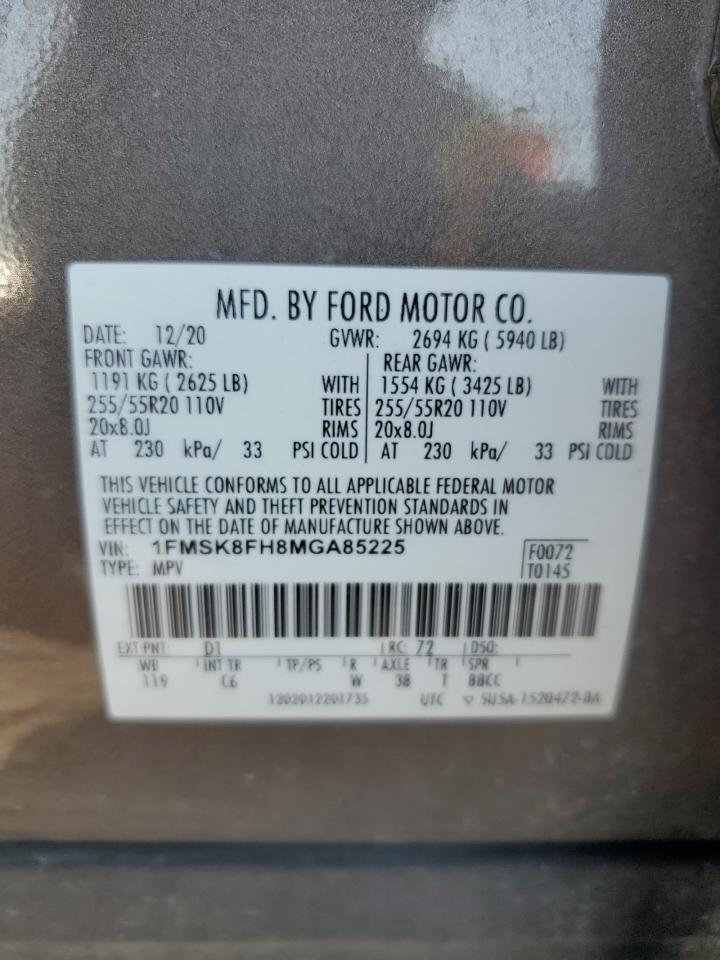 MFD. BY FORD MOTOR CO.
DATE: 12/20 GVWR: 2694 KG ( 5940 LB)
FRONT GAWR: REAR GAWR:
1191 KG ( 2625 LB) WITH 1554 KG ( 3425 LB) WITH
255/55R20 110V TIRES 255/55R20 110V TIRES
20x8.0J RIMS 20x8.0J RIMS
AT 230 kPa/ 33 PSI COLD AT 230 kPa/ 33 PSI COLD
THIS VEHICLE CONFORMS TO ALL APPLICABLE FEDERAL MOTOR
VEHICLE SAFETY AND THEFT PREVENTION STANDARDS IN
EFFECT ON THE DATE OF MANUFACTURE SHOWN ABOVE.
VIN: 1FMSK8FH8MGA85225 F0072
TYPE: MPV T0145
EXT PNT: D1 RC: 72 DSO:
WB INT TR TP/PS R AXLE TR SPR
119 C6 W 38 T BBCC
1202012201735 UTC ▽ 5U5A-1520472-BA